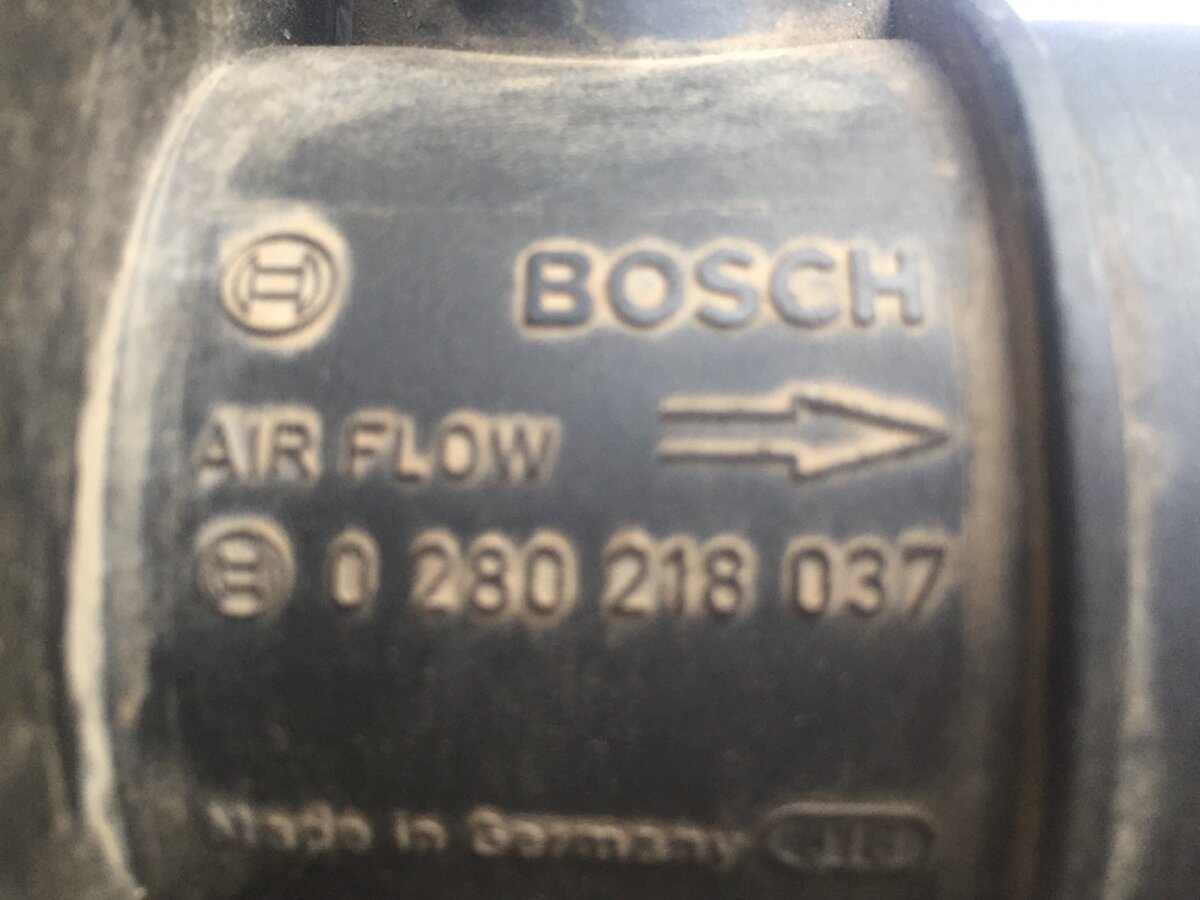 BOSCH
AIR FLOW
0 280 218 037
Made in Germany